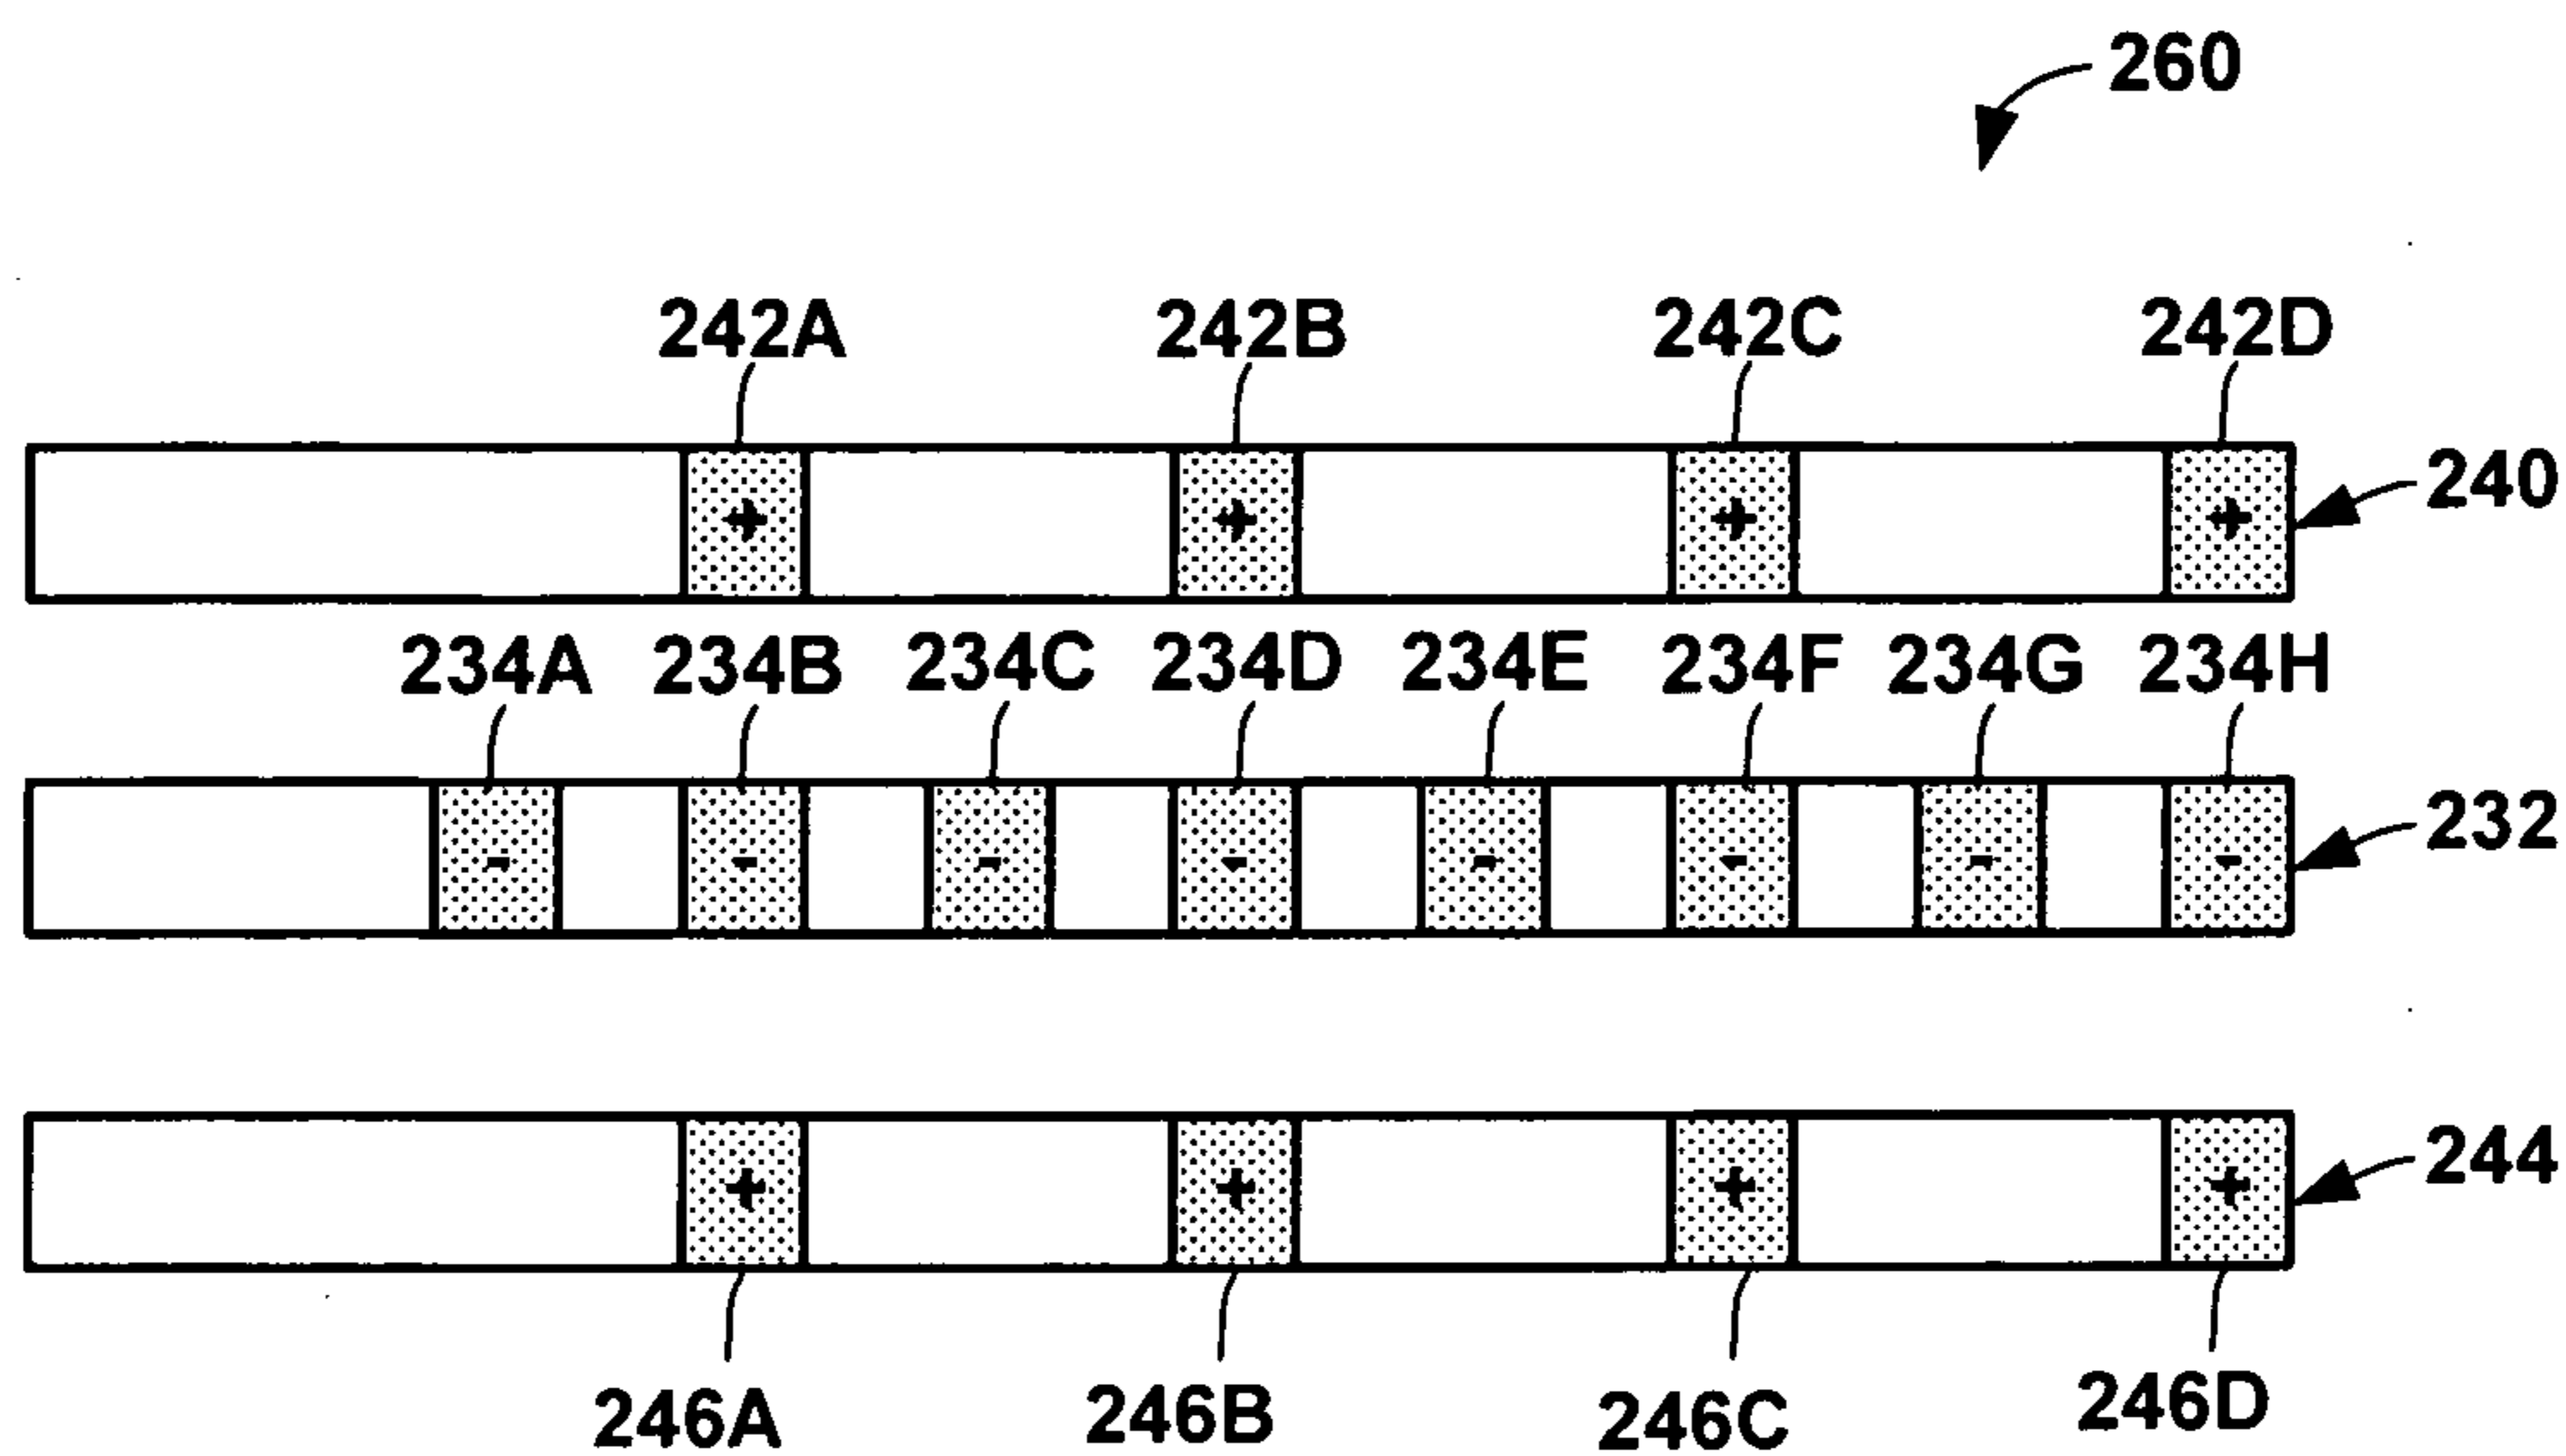 260
242A 242B 242C 242D
+ + + + 240
234A 234B 234C 234D 234E 234F 234G 234H
- - - - - - - - 232
+ + + + 244
246A 246B 246C 246D